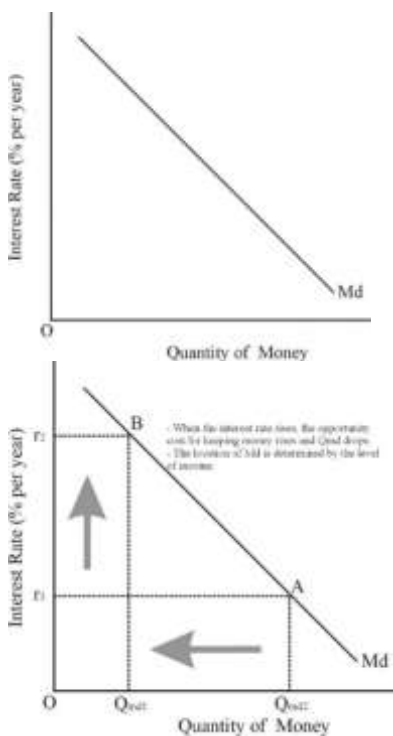 Interest Rate (% per year)
Md
O
Quantity of Money
Interest Rate (% per year)
r2
B
- When the interest rate rises, the opportunity
cost for keeping money rises and Qmd drops.
- The location of Md is determined by the level
of income
r1
A
Md
O
Qmd1
Qmd2
Quantity of Money